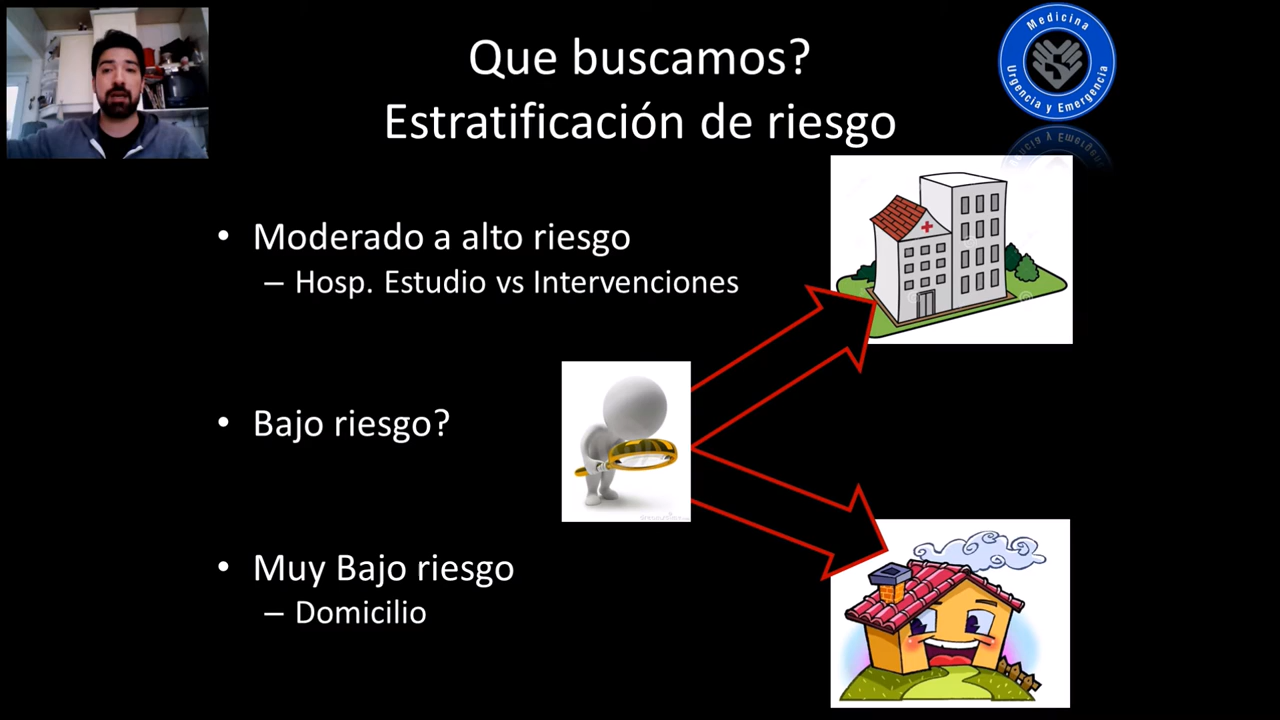 Que buscamos?
Estratificación de riesgo
Medicina
Urgencia y Emergencia
• Moderado a alto riesgo
– Hosp. Estudio vs Intervenciones
• Bajo riesgo?
• Muy Bajo riesgo
– Domicilio